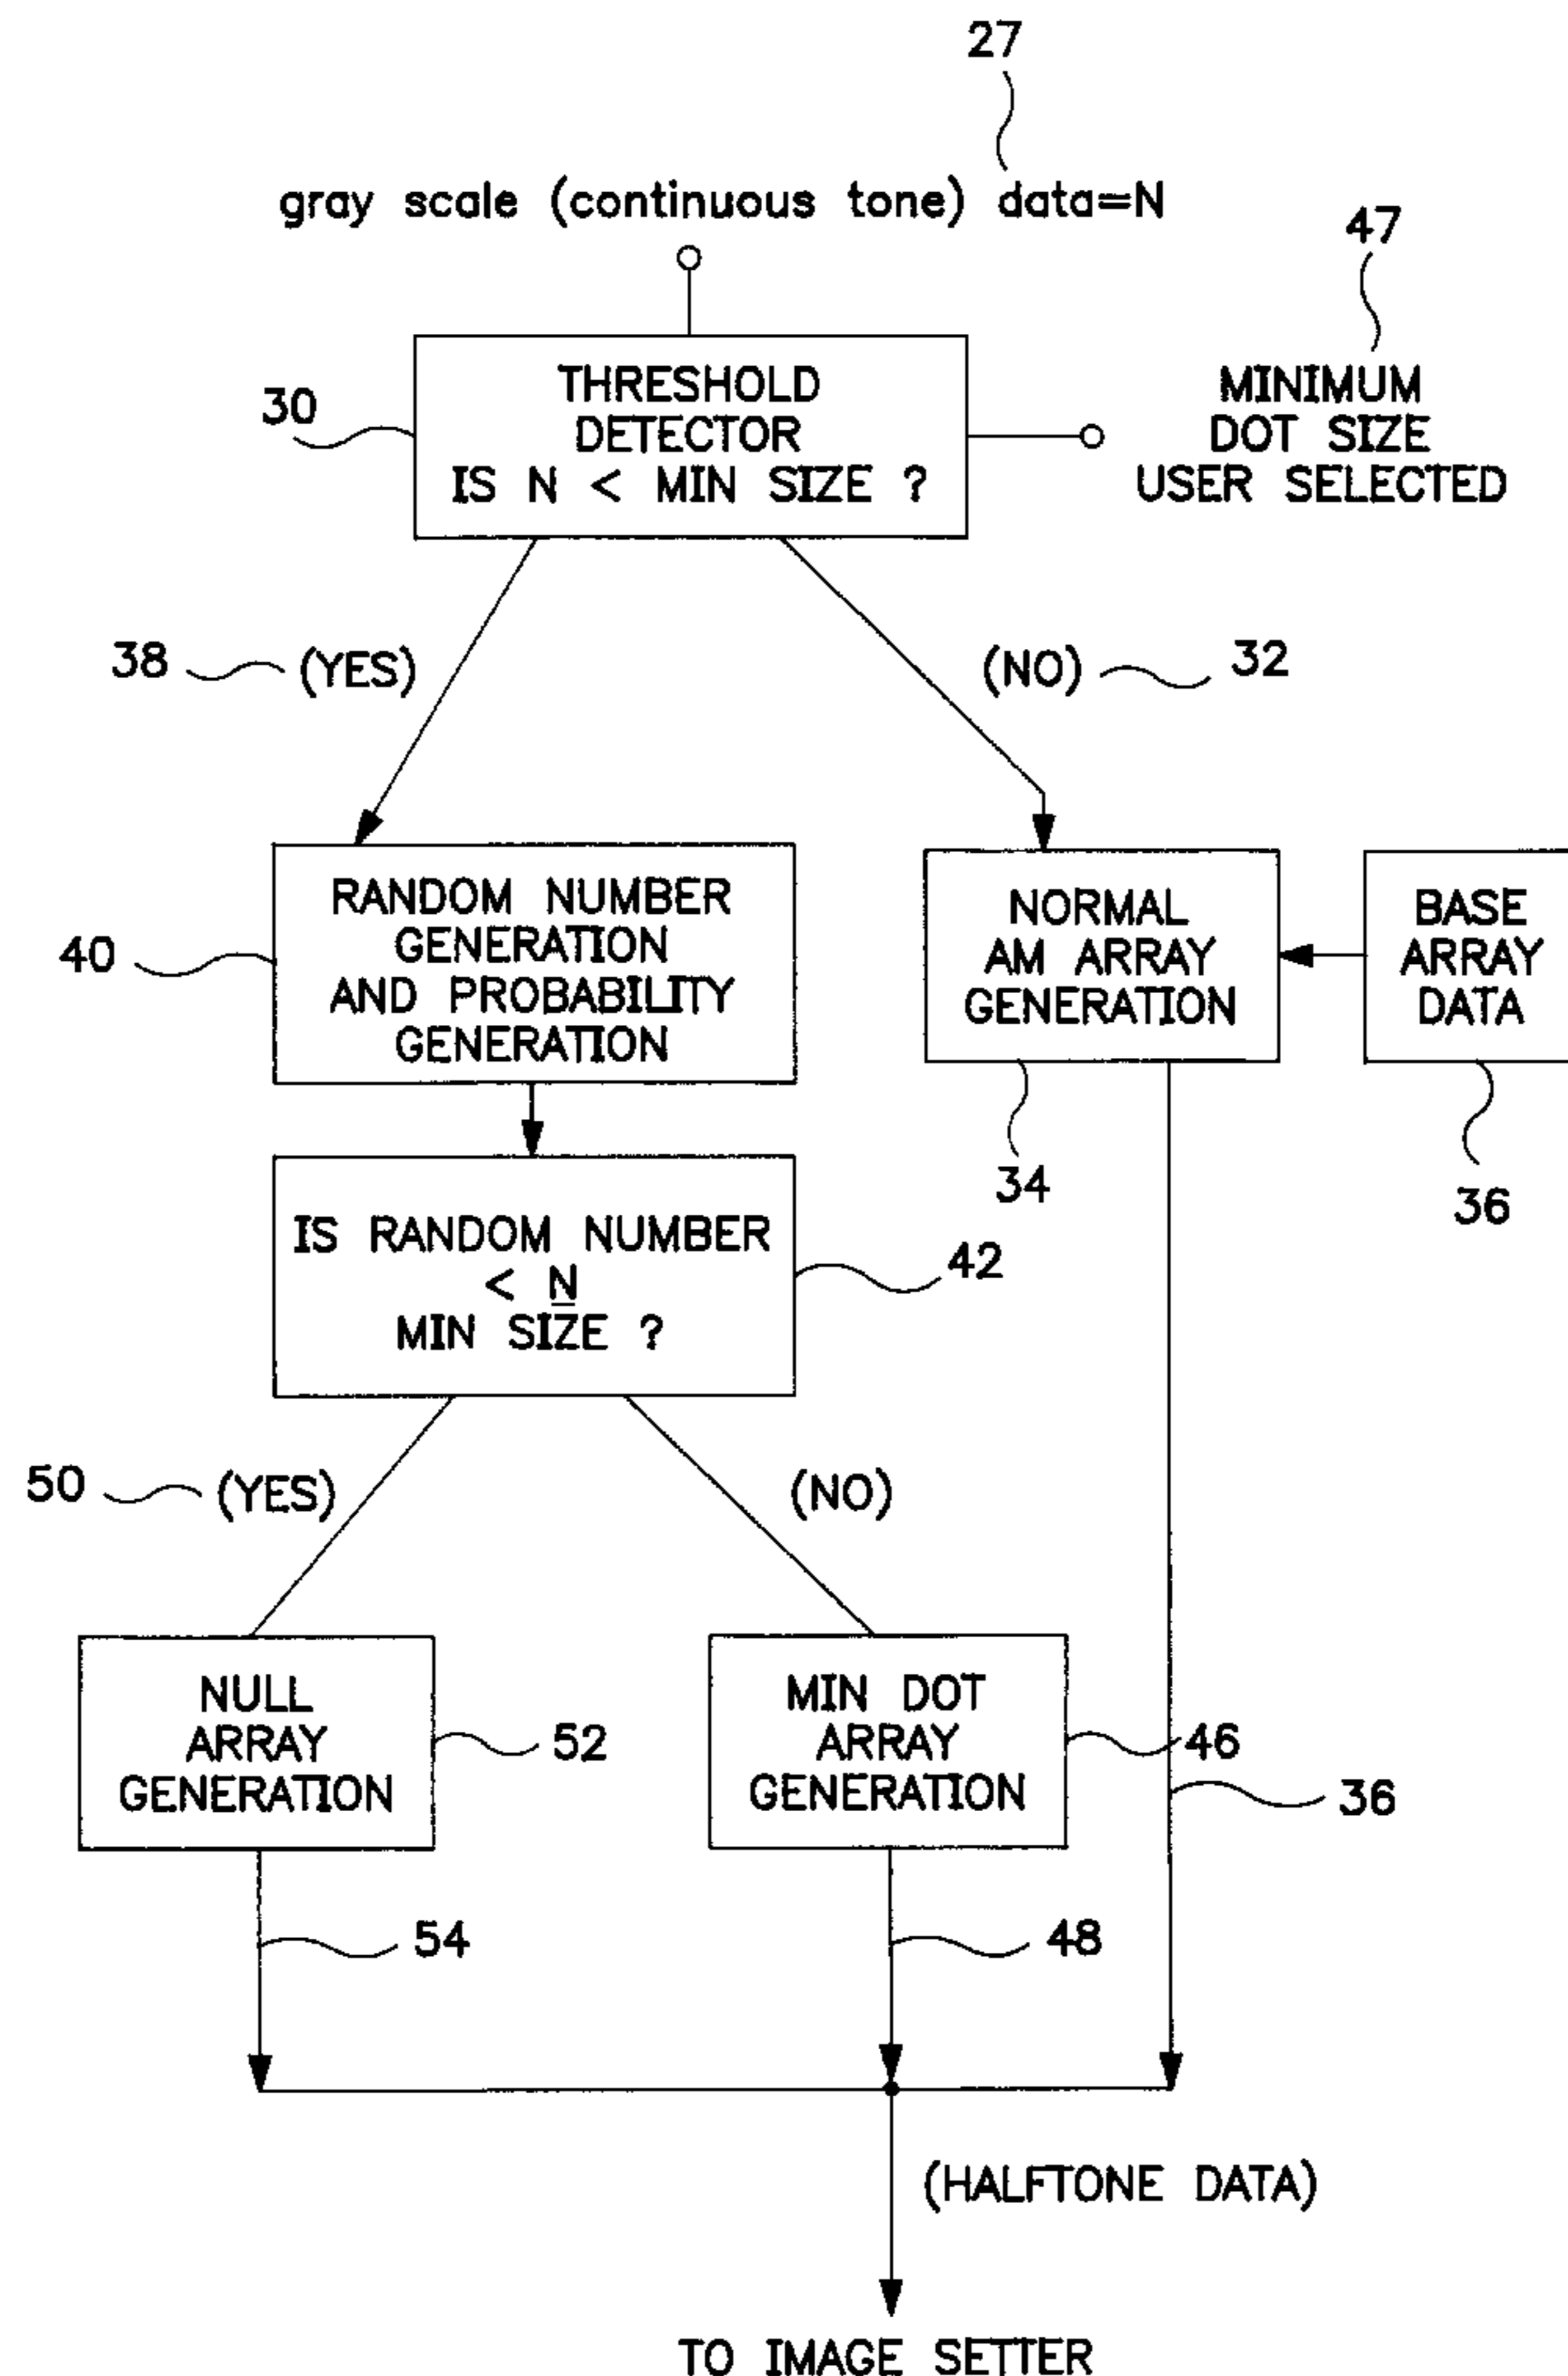 27
gray scale (continuous tone) data=N
47
30
THRESHOLD
DETECTOR
IS N < MIN SIZE ?
MINIMUM
DOT SIZE
USER SELECTED
38
(YES)
(NO)
32
40
RANDOM NUMBER
GENERATION
AND PROBABILITY
GENERATION
NORMAL
AM ARRAY
GENERATION
BASE
ARRAY
DATA
34
36
IS RANDOM NUMBER
< N
MIN SIZE ?
42
50
(YES)
(NO)
NULL
ARRAY
GENERATION
52
MIN DOT
ARRAY
GENERATION
46
36
54
48
(HALFTONE DATA)
TO IMAGE SETTER